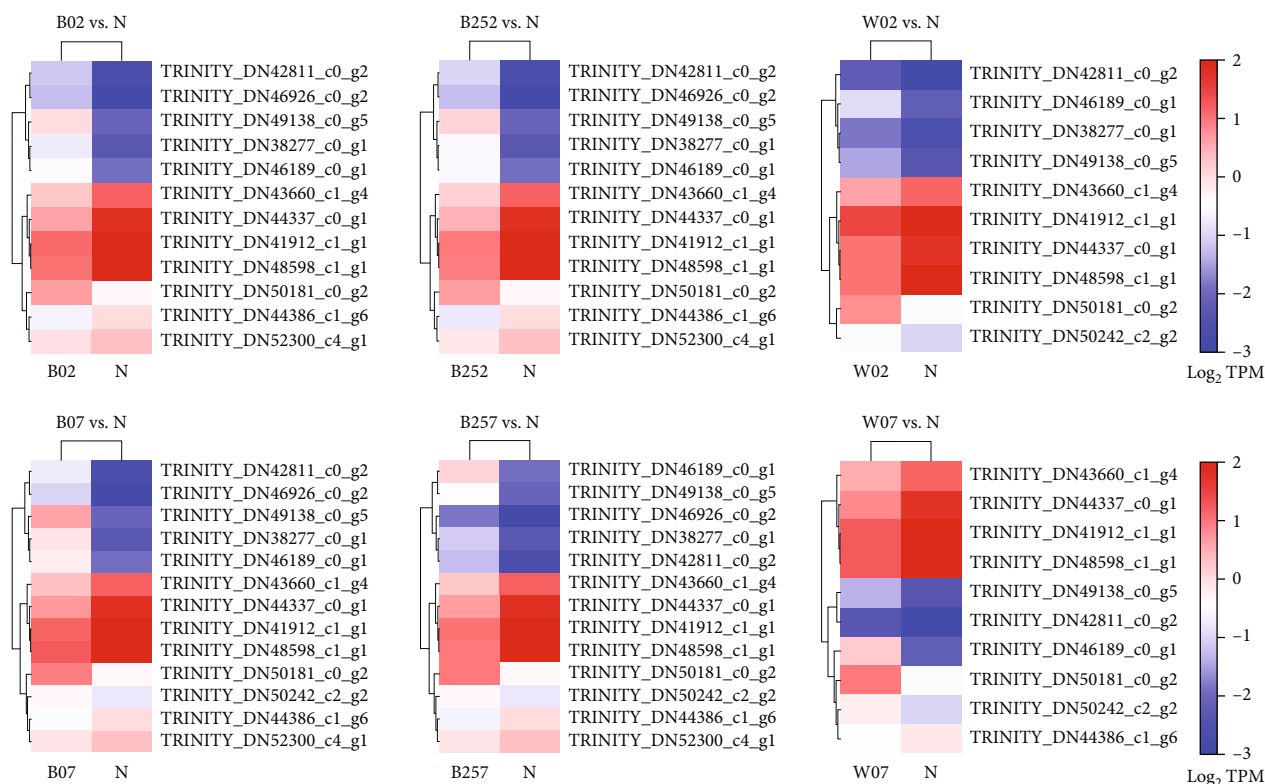 B02 vs. N
TRINITY_DN42811_c0_g2
TRINITY_DN46926_c0_g2
TRINITY_DN49138_c0_g5
TRINITY_DN38277_c0_g1
TRINITY_DN46189_c0_g1
TRINITY_DN43660_c1_g4
TRINITY_DN44337_c0_g1
TRINITY_DN41912_c1_g1
TRINITY_DN48598_c1_g1
TRINITY_DN50181_c0_g2
TRINITY_DN44386_c1_g6
TRINITY_DN52300_c4_g1
B02 N
B252 vs. N
TRINITY_DN42811_c0_g2
TRINITY_DN46926_c0_g2
TRINITY_DN49138_c0_g5
TRINITY_DN38277_c0_g1
TRINITY_DN46189_c0_g1
TRINITY_DN43660_c1_g4
TRINITY_DN44337_c0_g1
TRINITY_DN41912_c1_g1
TRINITY_DN48598_c1_g1
TRINITY_DN50181_c0_g2
TRINITY_DN44386_c1_g6
TRINITY_DN52300_c4_g1
B252 N
W02 vs. N
TRINITY_DN42811_c0_g2
TRINITY_DN46189_c0_g1
TRINITY_DN38277_c0_g1
TRINITY_DN49138_c0_g5
TRINITY_DN43660_c1_g4
TRINITY_DN41912_c1_g1
TRINITY_DN44337_c0_g1
TRINITY_DN48598_c1_g1
TRINITY_DN50181_c0_g2
TRINITY_DN50242_c2_g2
W02 N
2
1
0
−1
−2
−3
Log₂ TPM
B07 vs. N
TRINITY_DN42811_c0_g2
TRINITY_DN46926_c0_g2
TRINITY_DN49138_c0_g5
TRINITY_DN38277_c0_g1
TRINITY_DN46189_c0_g1
TRINITY_DN43660_c1_g4
TRINITY_DN44337_c0_g1
TRINITY_DN41912_c1_g1
TRINITY_DN48598_c1_g1
TRINITY_DN50181_c0_g2
TRINITY_DN50242_c2_g2
TRINITY_DN44386_c1_g6
TRINITY_DN52300_c4_g1
B07 N
B257 vs. N
TRINITY_DN46189_c0_g1
TRINITY_DN49138_c0_g5
TRINITY_DN46926_c0_g2
TRINITY_DN38277_c0_g1
TRINITY_DN42811_c0_g2
TRINITY_DN43660_c1_g4
TRINITY_DN44337_c0_g1
TRINITY_DN41912_c1_g1
TRINITY_DN48598_c1_g1
TRINITY_DN50181_c0_g2
TRINITY_DN50242_c2_g2
TRINITY_DN44386_c1_g6
TRINITY_DN52300_c4_g1
B257 N
W07 vs. N
TRINITY_DN43660_c1_g4
TRINITY_DN44337_c0_g1
TRINITY_DN41912_c1_g1
TRINITY_DN48598_c1_g1
TRINITY_DN49138_c0_g5
TRINITY_DN42811_c0_g2
TRINITY_DN46189_c0_g1
TRINITY_DN50181_c0_g2
TRINITY_DN50242_c2_g2
TRINITY_DN44386_c1_g6
W07 N
2
1
0
−1
−2
−3
Log₂ TPM